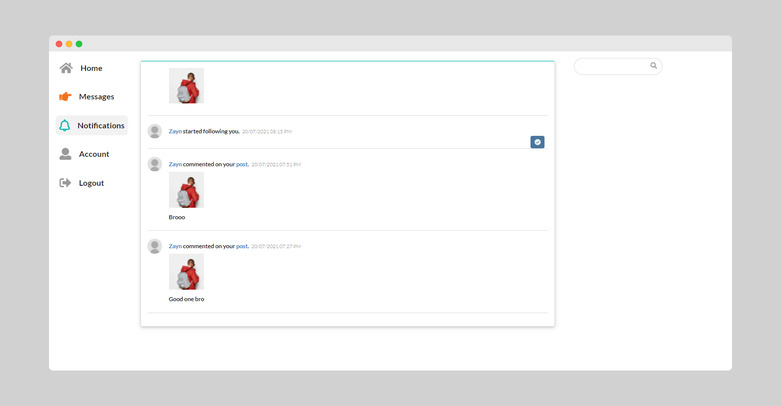 Home
Messages
Notifications
Account
Logout
Zayn started following you. 20/07/2021 08:15 PM
Zayn commented on your post. 20/07/2021 07:51 PM
Brooo
Zayn commented on your post. 20/07/2021 07:27 PM
Good one bro